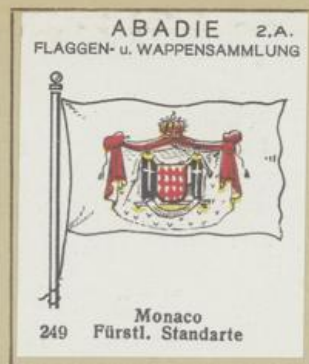 ABADIE 2.A.
FLAGGEN- u. WAPPENSAMMLUNG
Monaco
249 Fürstl. Standarte